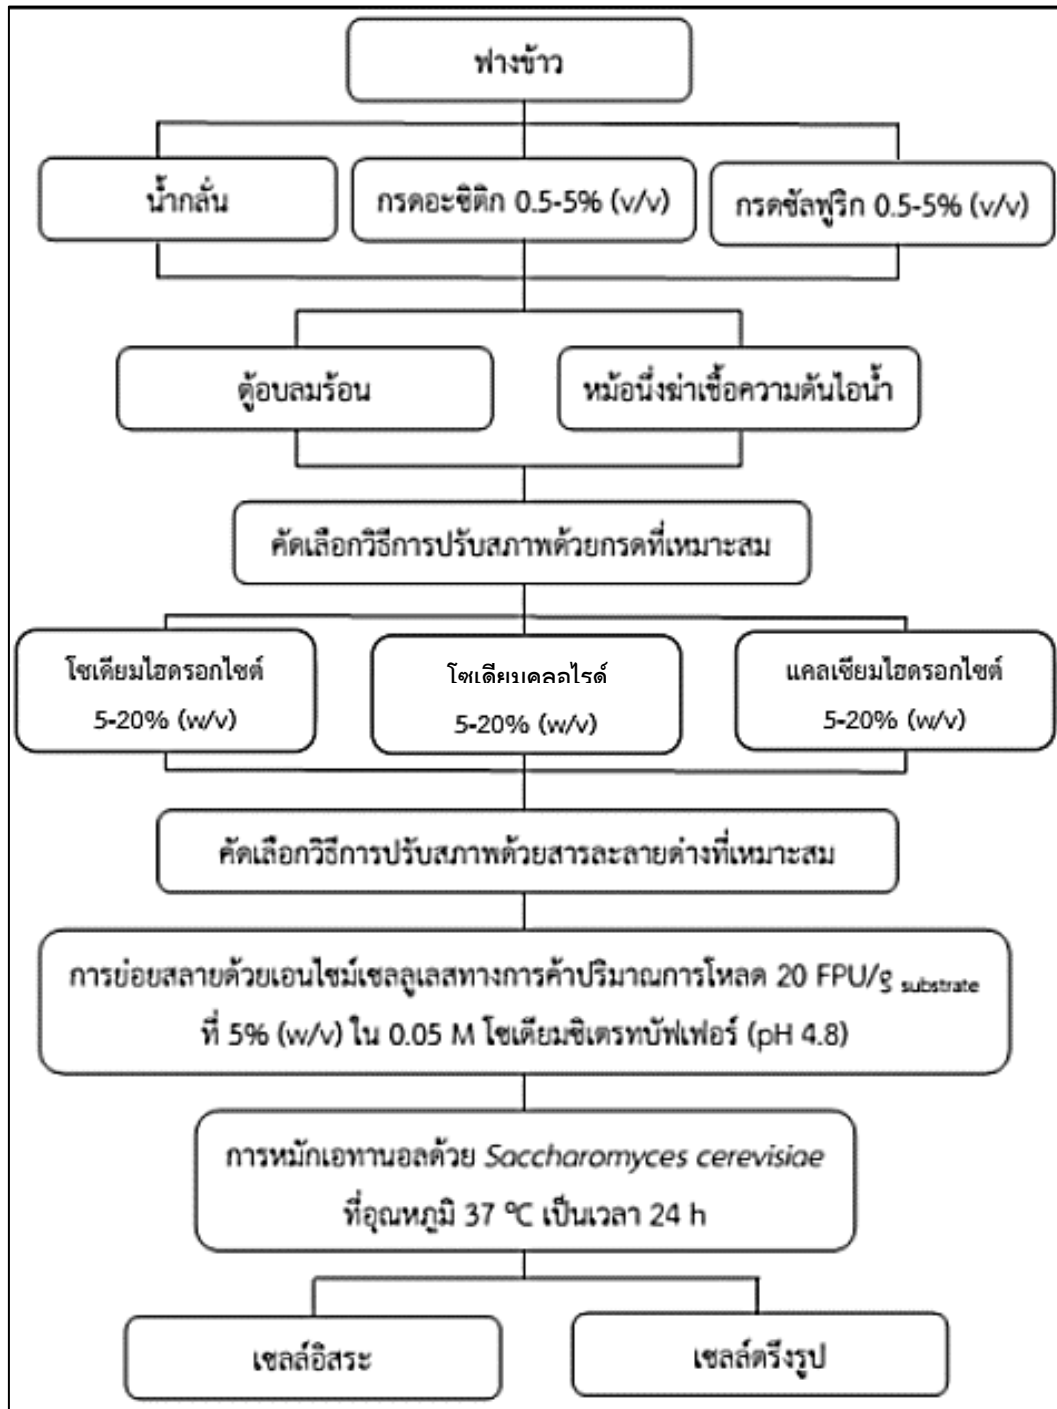 ฟางข้าว
น้ำกลั่น
กรดอะซิติก 0.5-5% (v/v)
กรดซัลฟูริก 0.5-5% (v/v)
ตู้อบลมร้อน
หม้อนึ่งฆ่าเชื้อความดันไอน้ำ
คัดเลือกวิธีการปรับสภาพด้วยกรดที่เหมาะสม
โซเดียมไฮดรอกไซต์
5-20% (w/v)
โซเดียมคลอไรด์
5-20% (w/v)
แคลเซียมไฮดรอกไซต์
5-20% (w/v)
คัดเลือกวิธีการปรับสภาพด้วยสารละลายด่างที่เหมาะสม
การย่อยสลายด้วยเอนไซม์เซลลูเลสทางการค้าปริมาณการโหลด 20 FPU/g substrate
ที่ 5% (w/v) ใน 0.05 M โซเดียมซิเตรทบัฟเฟอร์ (pH 4.8)
การหมักเอทานอลด้วย Saccharomyces cerevisiae
ที่อุณหภูมิ 37 ℃ เป็นเวลา 24 h
เซลล์อิสระ
เซลล์ตรึงรูป